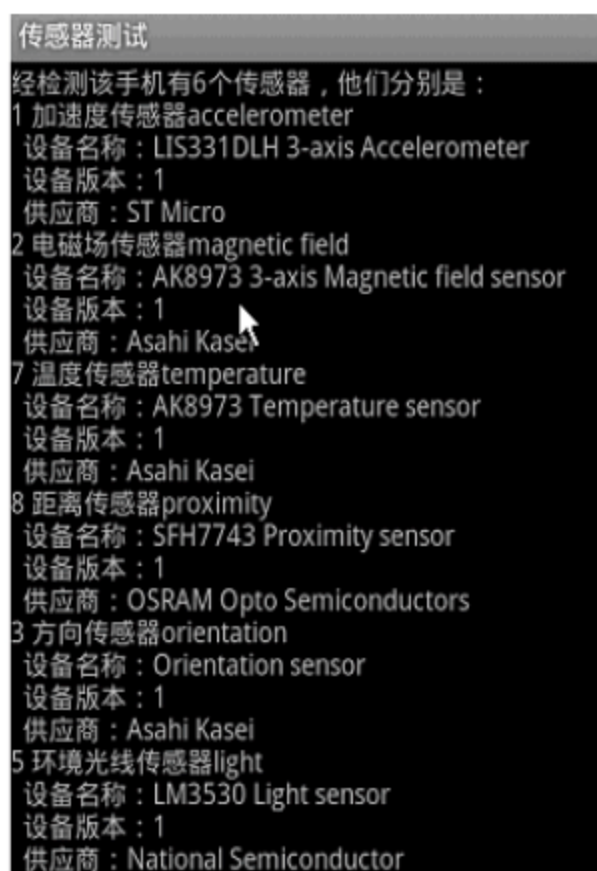 传感器测试
经检测该手机有6个传感器，他们分别是：
1 加速度传感器accelerometer
设备名称：LIS331DLH 3-axis Accelerometer
设备版本：1
供应商：ST Micro
2 电磁场传感器magnetic field
设备名称：AK8973 3-axis Magnetic field sensor
设备版本：1
供应商：Asahi Kasei
7 温度传感器temperature
设备名称：AK8973 Temperature sensor
设备版本：1
供应商：Asahi Kasei
8 距离传感器proximity
设备名称：SFH7743 Proximity sensor
设备版本：1
供应商：OSRAM Opto Semiconductors
3 方向传感器orientation
设备名称：Orientation sensor
设备版本：1
供应商：Asahi Kasei
5 环境光线传感器light
设备名称：LM3530 Light sensor
设备版本：1
供应商：National Semiconductor